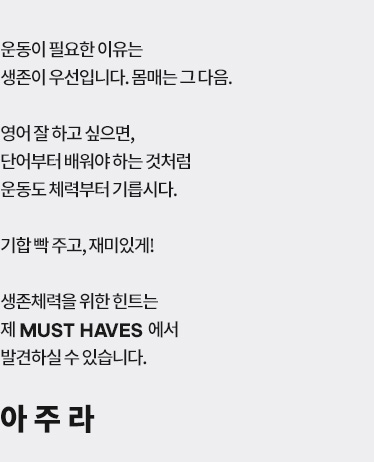 운동이 필요한 이유는
생존이 우선입니다. 몸매는 그 다음.
영어 잘 하고 싶으면,
단어부터 배워야 하는 것처럼
운동도 체력부터 기릅시다.
기합 빡 주고, 재미있게!
생존체력을 위한 힌트는
제 MUST HAVES 에서
발견하실 수 있습니다.
아 주 라